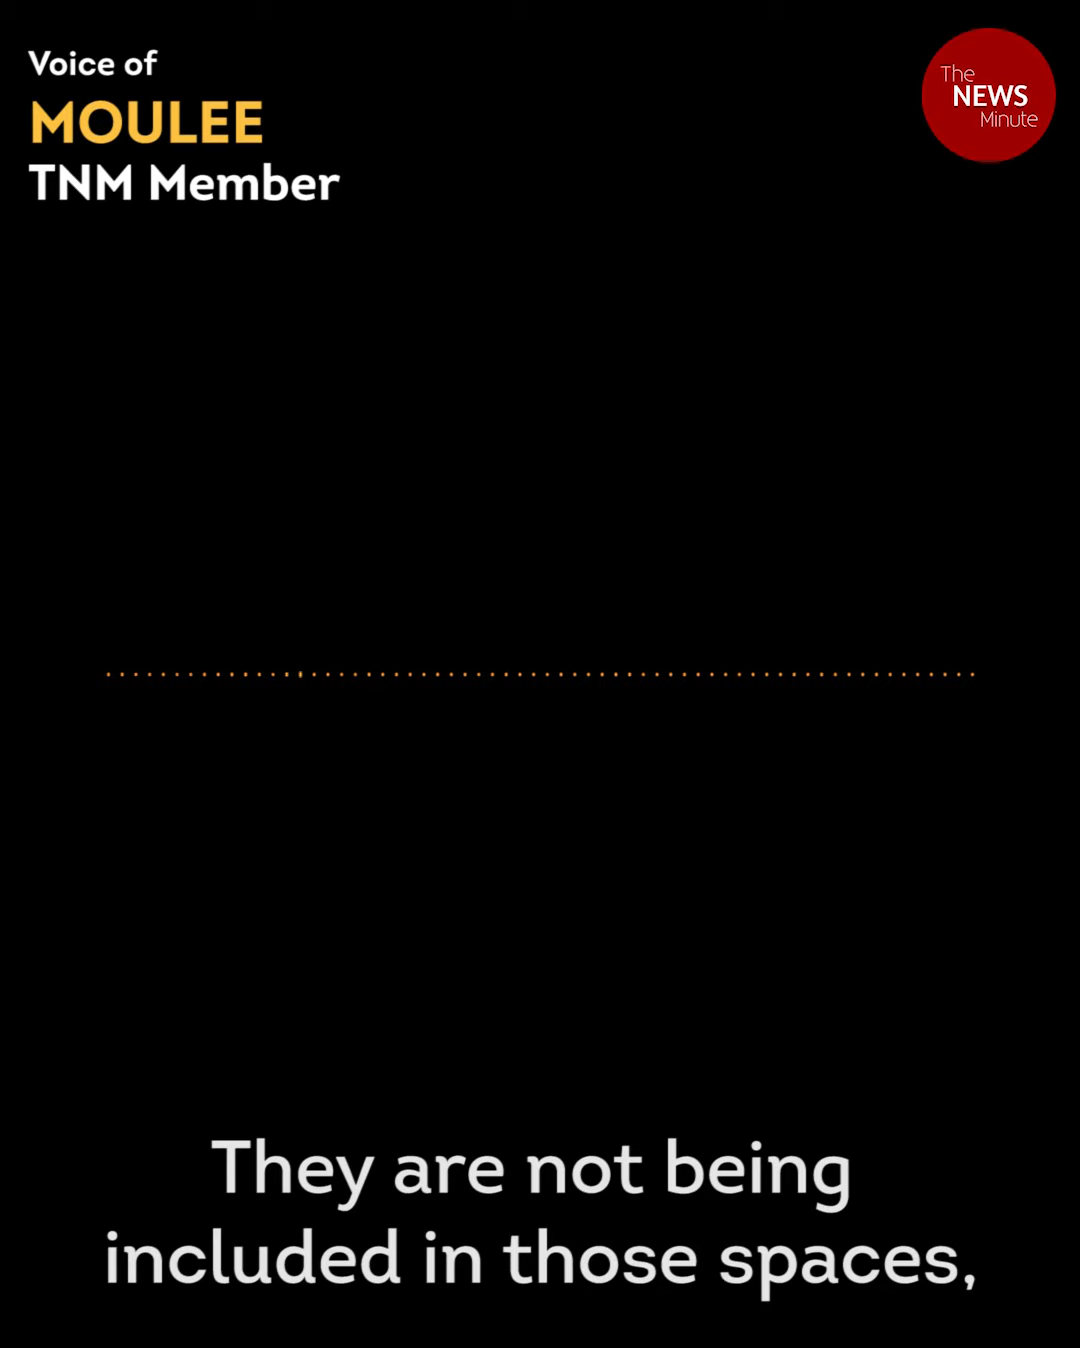 Voice of
MOULEE
TNM Member
The
NEWS
Minute
They are not being
included in those spaces,